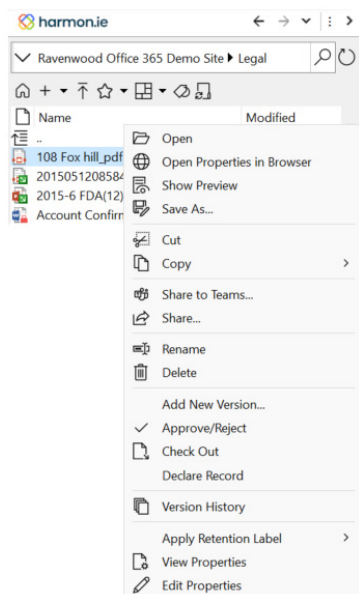 harmon.ie
Ravenwood Office 365 Demo Site Legal
Name Modified
..
108 Fox hill_pdf
2015051208584
2015-6 FDA(12)
Account Confirm
Open
Open Properties in Browser
Show Preview
Save As...
Cut
Copy
Share to Teams...
Share...
Rename
Delete
Add New Version...
Approve/Reject
Check Out
Declare Record
Version History
Apply Retention Label
View Properties
Edit Properties